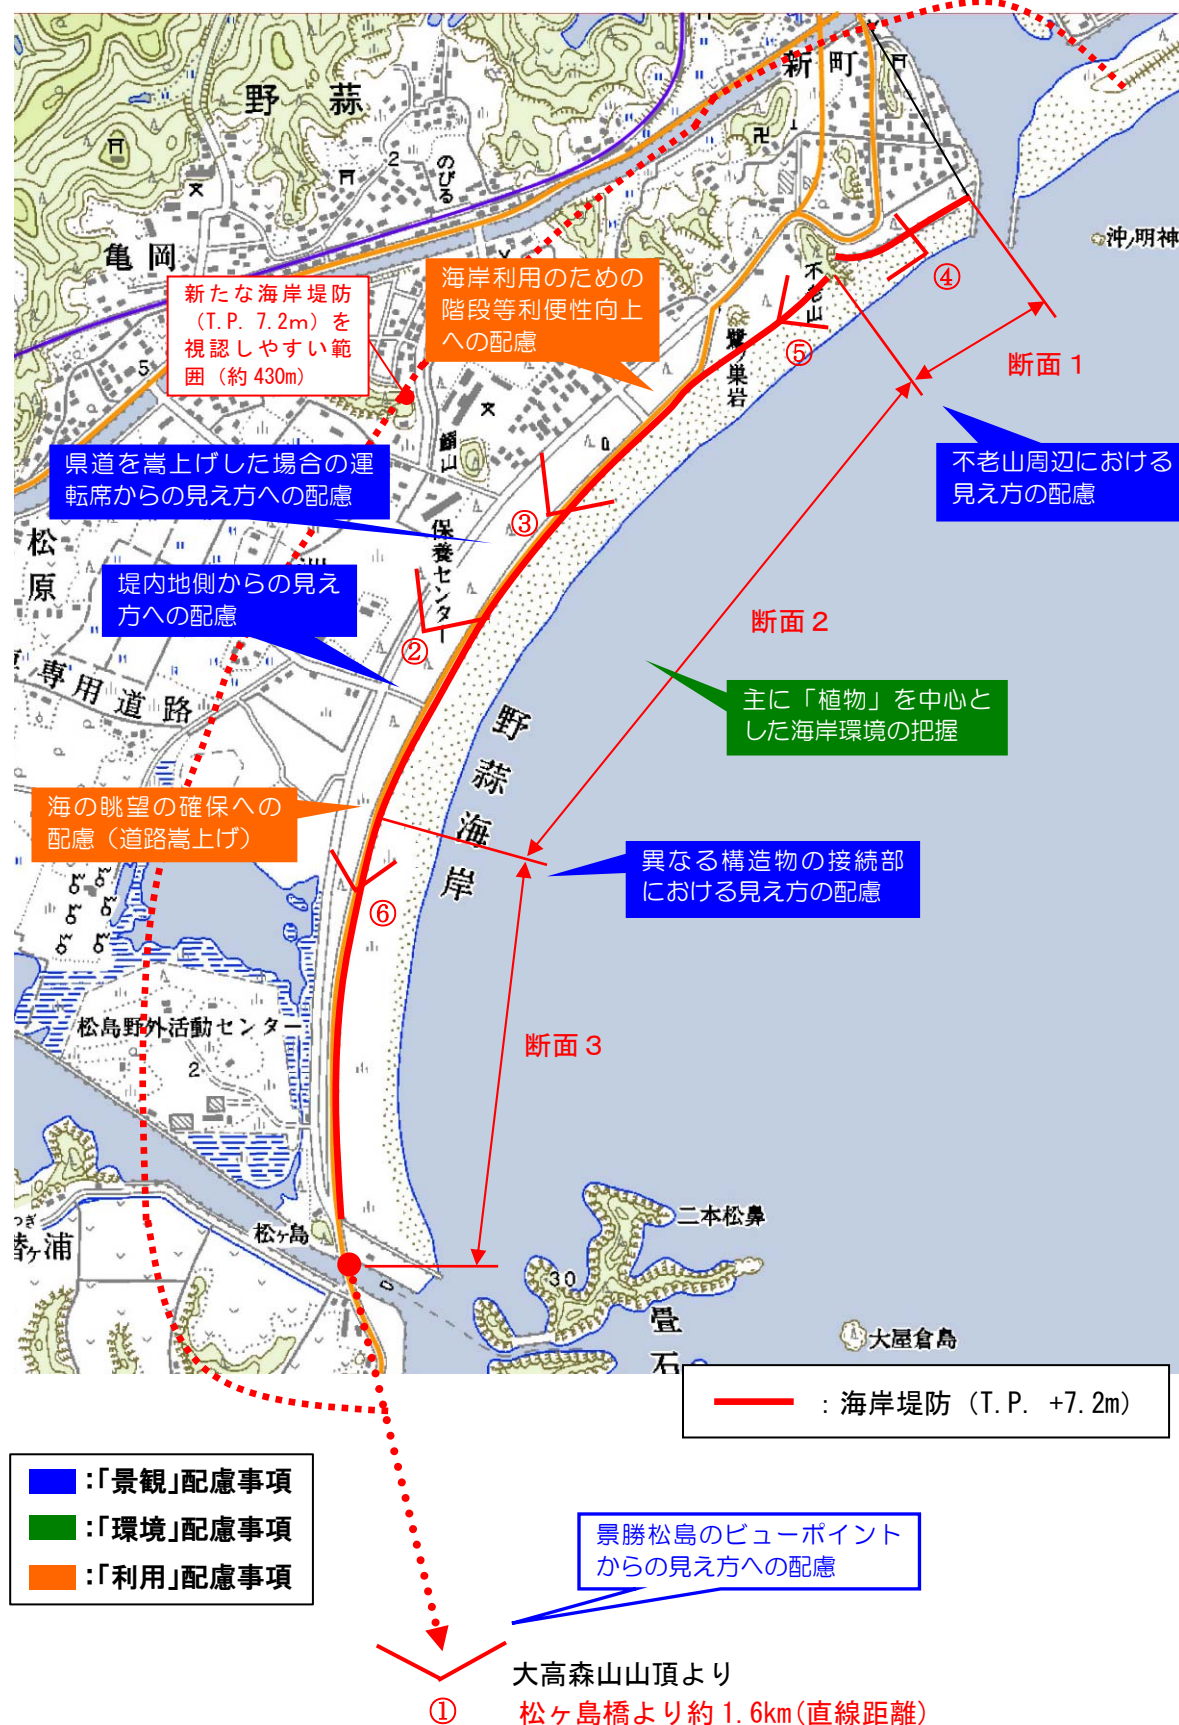 新町
野蒜
のびる
2
1
亀岡
沖ノ明神
新たな海岸堤防
(T.P. 7.2m)を
視認しやすい範
囲(約430m)
海岸利用のための
階段等利便性向上
への配慮
不老山
④
⑤
断面1
鷺ノ巣岩
5
県道を嵩上げした場合の運
転席からの見え方への配慮
不老山周辺における
見え方の配慮
③
保養センター
松原
堤内地側からの見え
方への配慮
断面2
②
専用道路
主に「植物」を中心と
した海岸環境の把握
野蒜海岸
海の眺望の確保への
配慮(道路嵩上げ)
異なる構造物の接続部
における見え方の配慮
⑥
松島野外活動センター
2
断面3
二本松鼻
松ヶ島
30
畳石
大屋倉島
:海岸堤防(T.P. +7.2m)
:「景観」配慮事項
:「環境」配慮事項
:「利用」配慮事項
景勝松島のビューポイント
からの見え方への配慮
大高森山山頂より
① 松ヶ島橋より約1.6km(直線距離)